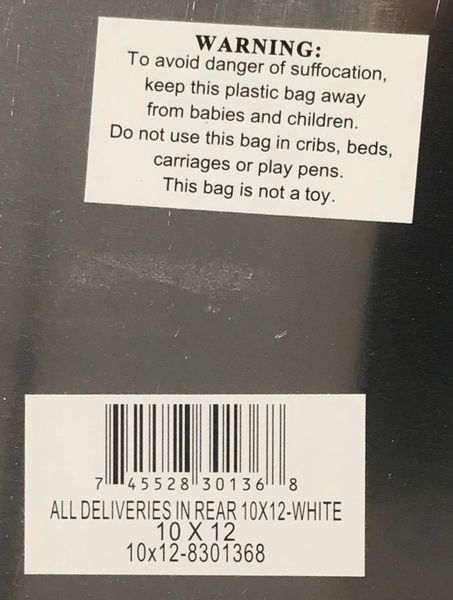 WARNING:
To avoid danger of suffocation,
keep this plastic bag away
from babies and children.
Do not use this bag in cribs, beds,
carriages or play pens.
This bag is not a toy.
7 45528 30136 8
ALL DELIVERIES IN REAR 10X12-WHITE
10 X 12
10x12-8301368